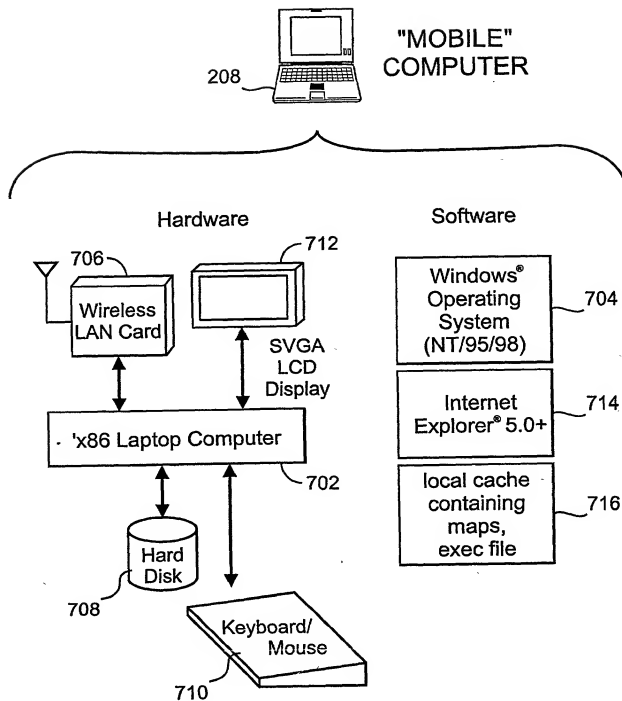 "MOBILE"
COMPUTER
208
Hardware
Software
706
712
Wireless
LAN Card
SVGA
LCD
Display
'x86 Laptop Computer
702
Hard
Disk
708
Keyboard/
Mouse
710
Windows®
Operating
System
(NT/95/98)
704
Internet
Explorer® 5.0+
714
local cache
containing
maps,
exec file
716